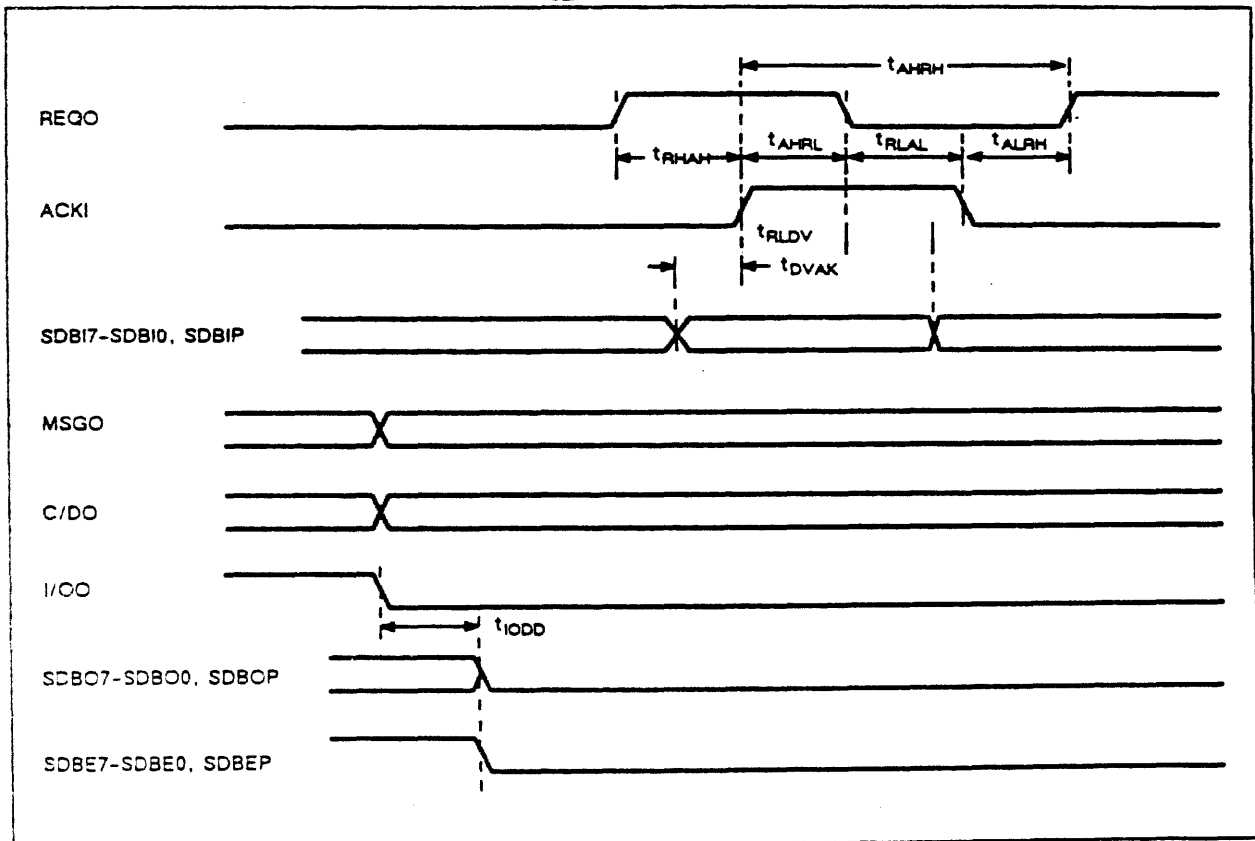 tAHRH
REQO
tRHAH
tAHRL
tRLAL
tALRH
ACKI
tRLDV
tDVAK
SDBI7-SDBI0, SDBIP
MSGO
C/DO
I/OO
tIODD
SDBO7-SDBO0, SDBOP
SDBE7-SDBE0, SDBEP